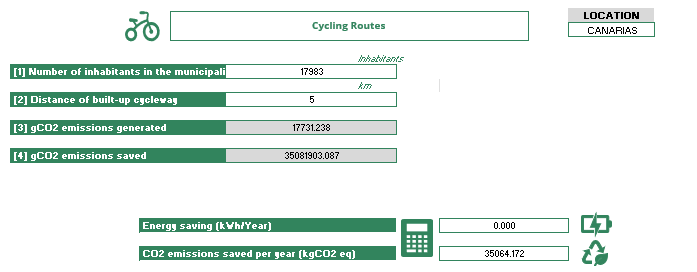 Cycling Routes
LOCATION
CANARIAS
Inhabitants
[1] Number of inhabitants in the municipali
17983
km
[2] Distance of built-up cycleway
5
[3] gCO2 emissions generated
17731.238
[4] gCO2 emissions saved
35081903.087
Energy saving (kWh/Year)
0.000
CO2 emissions saved per year (kgCO2 eq)
35064.172